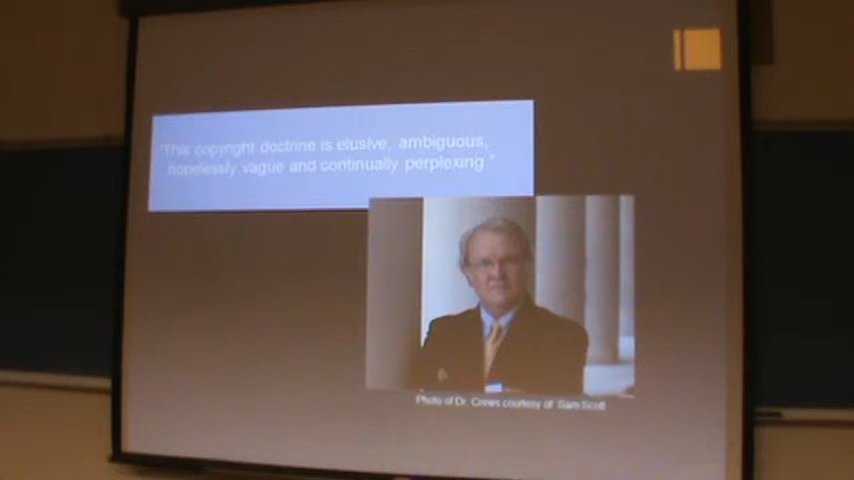 "This copyright doctrine is elusive, ambiguous,
hopelessly vague and continually perplexing."
Photo of Dr. Crews courtesy of Sam Scott